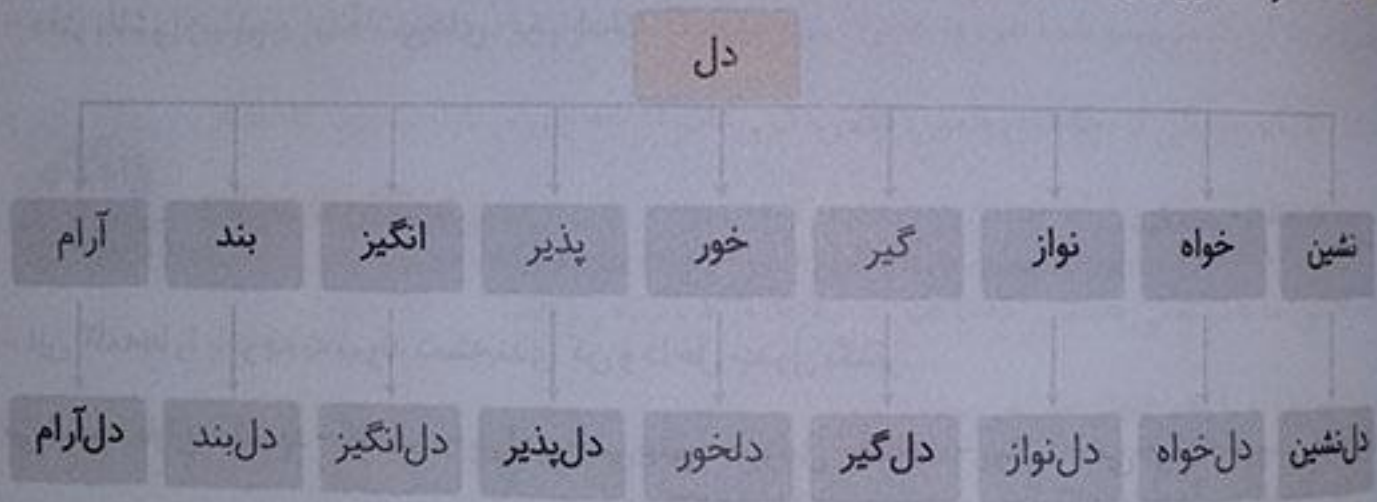 دل
نشین خواه نواز گیر خور پذیر انگیز بند آرام
دل‌نشین دل‌خواه دل‌نواز دل‌گیر دلخور دل‌پذیر دل‌انگیز دل‌بند دل‌آرام